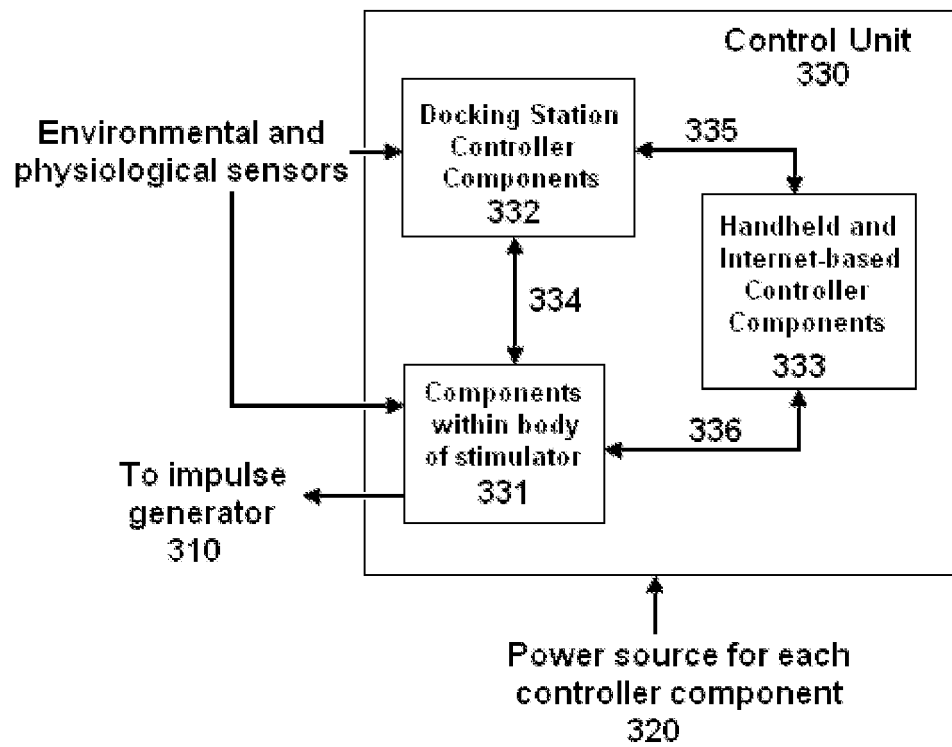 Control Unit
330
Environmental and
physiological sensors
Docking Station
Controller
Components
332
335
Handheld and
Internet-based
Controller
Components
333
334
Components
within body
of stimulator
331
336
To impulse
generator
310
Power source for each
controller component
320